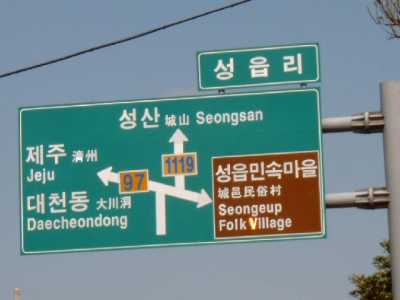 성읍리
성산 城山 Seongsan
제주 濟州
Jeju
대천동 大川洞
Daecheondong
97
1119
성읍민속마을
城邑民俗村
Seongeup
Folk Village